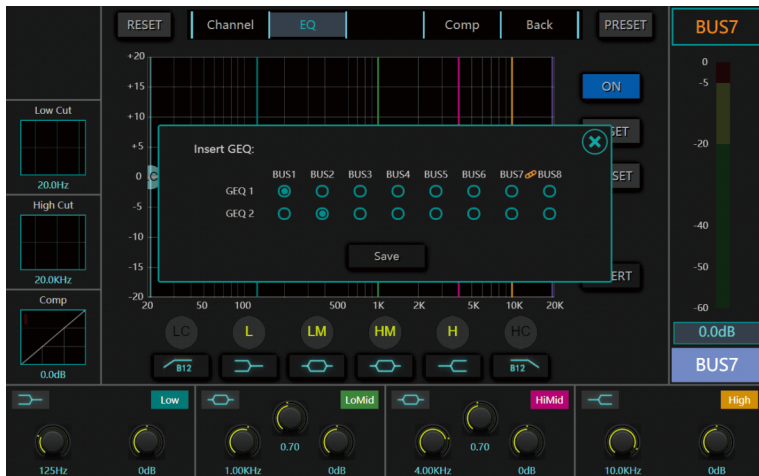 RESET Channel EQ Comp Back PRESET BUS7
+20
+15
+10
+5
0
-5
-10
-15
-20
20 50 100 500 1K 2K 5K 10K 20K
ON
SET
SET
ERT
Low Cut
20.0Hz
High Cut
20.0KHz
Comp
0.0dB
Insert GEQ:
BUS1 BUS2 BUS3 BUS4 BUS5 BUS6 BUS7 BUS8
GEQ 1
GEQ 2
Save
LC L LM HM H HC
B12 B12
0
-5
-20
-40
-50
-60
0.0dB
BUS7
Low LoMid HiMid High
0.70 0.70
125Hz 0dB 1.00KHz 0dB 4.00KHz 0dB 10.0KHz 0dB